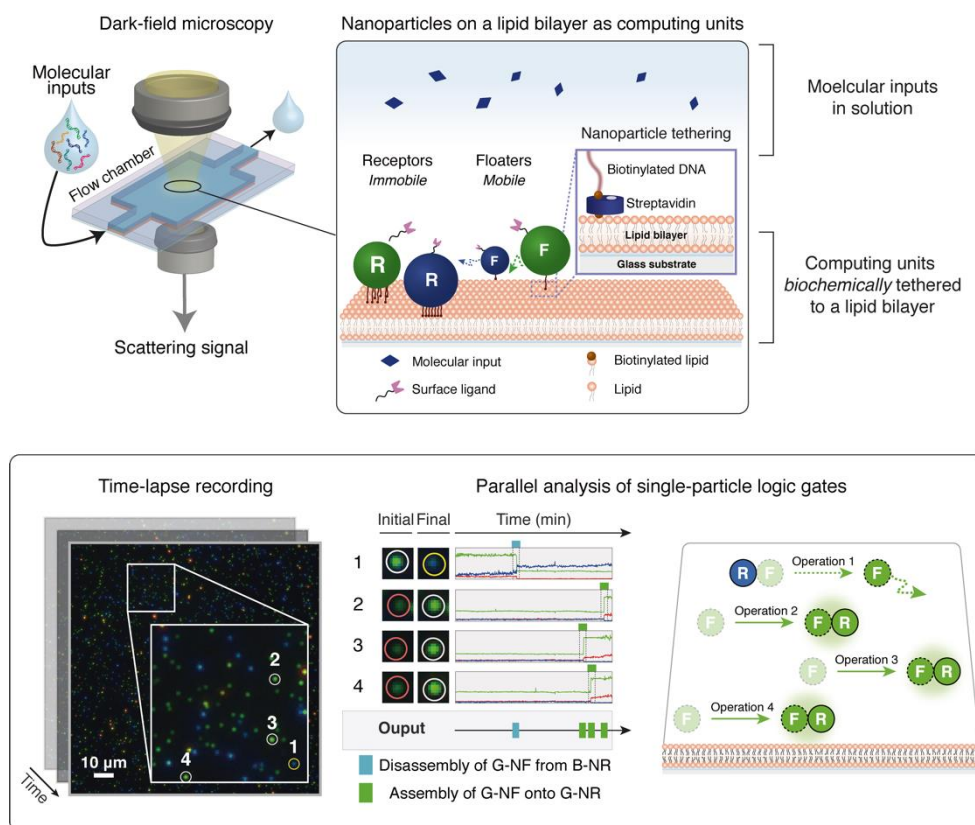 Dark-field microscopy
Nanoparticles on a lipid bilayer as computing units
Molecular
inputs
Flow chamber
Scattering signal
Receptors
Immobile
Floaters
Mobile
Nanoparticle tethering
Biotinylated DNA
Streptavidin
Lipid bilayer
Glass substrate
R
R
F
F
Molecular input
Surface ligand
Biotinylated lipid
Lipid
Moelcular inputs
in solution
Computing units
biochemically tethered
to a lipid bilayer
Time-lapse recording
Parallel analysis of single-particle logic gates
2
3
1
4
10 μm
Time
Initial Final Time (min)
1
2
3
4
Ouput
Disassembly of G-NF from B-NR
Assembly of G-NF onto G-NR
R F Operation 1 F
F Operation 2 F R
F Operation 3 F R
F Operation 4 F R